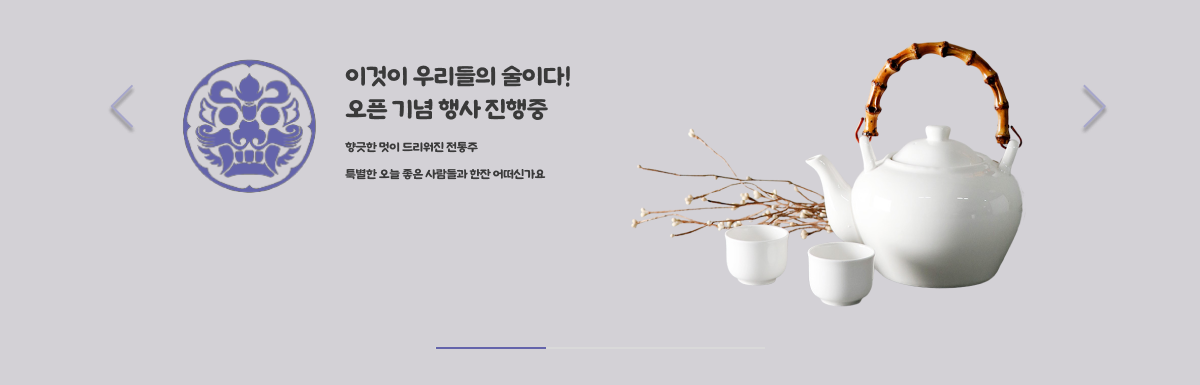 이것이 우리들의 술이다!
오픈 기념 행사 진행중
향긋한 멋이 드리워진 전통주
특별한 오늘 좋은 사람들과 한잔 어떠신가요